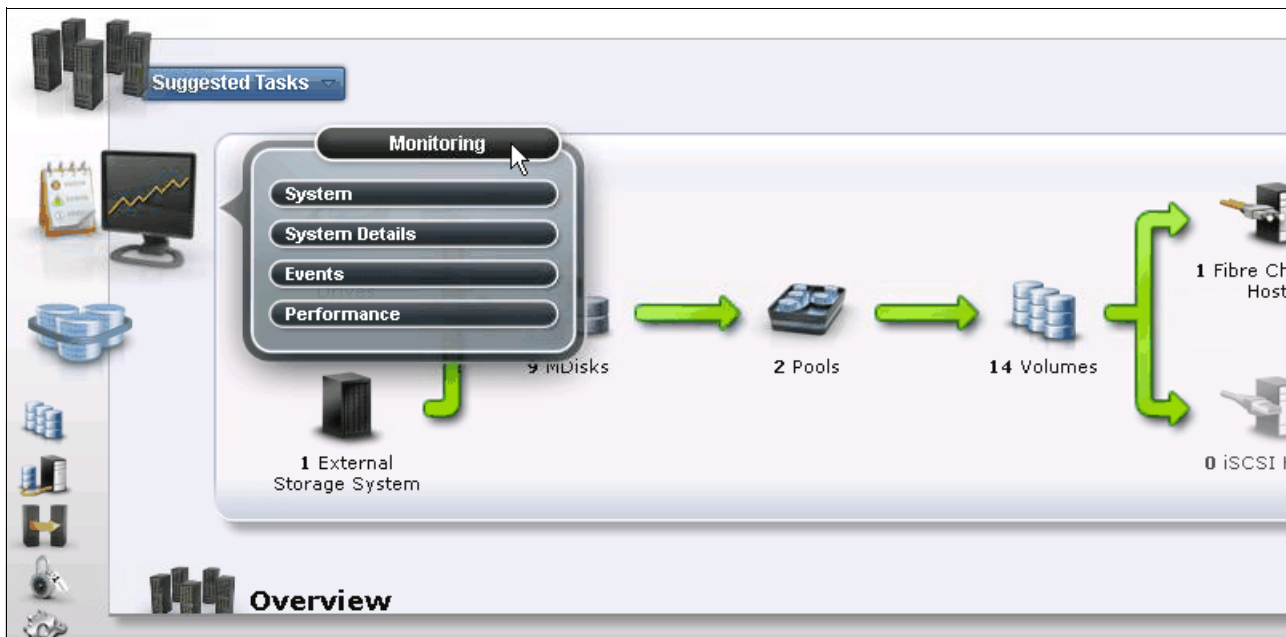 Suggested Tasks
Monitoring
System
System Details
Events
Performance
Drives
9 MDisks
2 Pools
14 Volumes
1 Fibre Ch
Host
1 External
Storage System
0 iSCSI
Overview